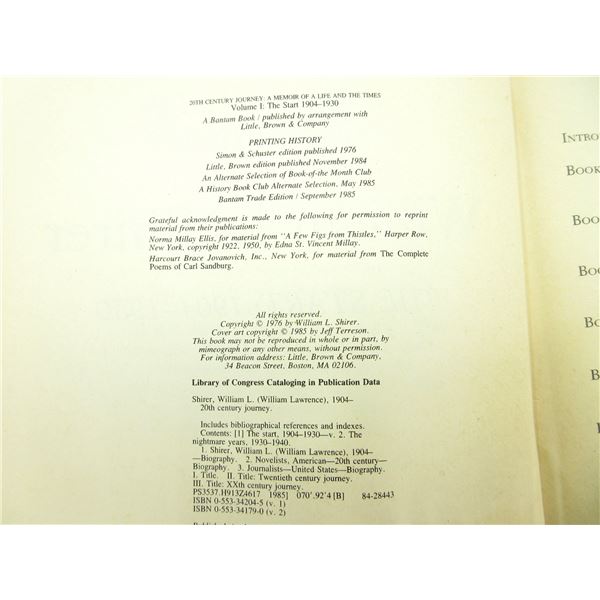 20TH CENTURY JOURNEY: A MEMOIR OF A LIFE AND THE TIMES
Volume I: The Start 1904–1930
A Bantam Book / published by arrangement with
Little, Brown & Company
PRINTING HISTORY
Simon & Schuster edition published 1976
Little, Brown edition published November 1984
An Alternate Selection of Book-of-the Month Club
A History Book Club Alternate Selection, May 1985
Bantam Trade Edition / September 1985
Grateful acknowledgment is made to the following for permission to reprint
material from their publications:
Norma Millay Ellis, for material from "A Few Figs from Thistles," Harper Row,
New York, copyright 1922, 1950, by Edna St. Vincent Millay.
Harcourt Brace Jovanovich, Inc., New York, for material from The Complete
Poems of Carl Sandburg.
All rights reserved.
Copyright © 1976 by William L. Shirer.
Cover art copyright © 1985 by Jeff Terreson.
This book may not be reproduced in whole or in part, by
mimeograph or any other means, without permission.
For information address: Little, Brown & Company,
34 Beacon Street, Boston, MA 02106.
Library of Congress Cataloging in Publication Data
Shirer, William L. (William Lawrence), 1904–
20th century journey.
Includes bibliographical references and indexes.
Contents: [1] The start, 1904–1930—v. 2. The
nightmare years, 1930–1940.
1. Shirer, William L. (William Lawrence), 1904–
—Biography. 2. Novelists, American—20th century—
Biography. 3. Journalists—United States—Biography.
I. Title. II. Title: Twentieth century journey.
III. Title: XXth century journey.
PS3537.H913Z4617 1985] 070'.92'4 [B] 84-28443
ISBN 0-553-34204-5 (v. 1)
ISBN 0-553-34179-0 (v. 2)
INTRO
BOOK
BOO
BOO
BO
B